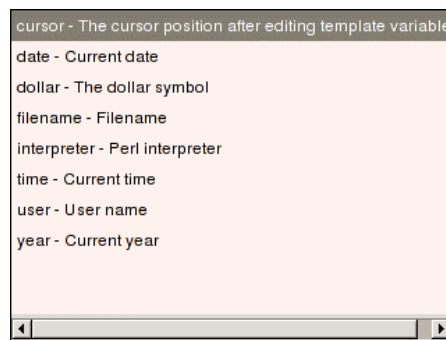 cursor - The cursor position after editing template variable
date - Current date
dollar - The dollar symbol
filename - Filename
interpreter - Perl interpreter
time - Current time
user - User name
year - Current year